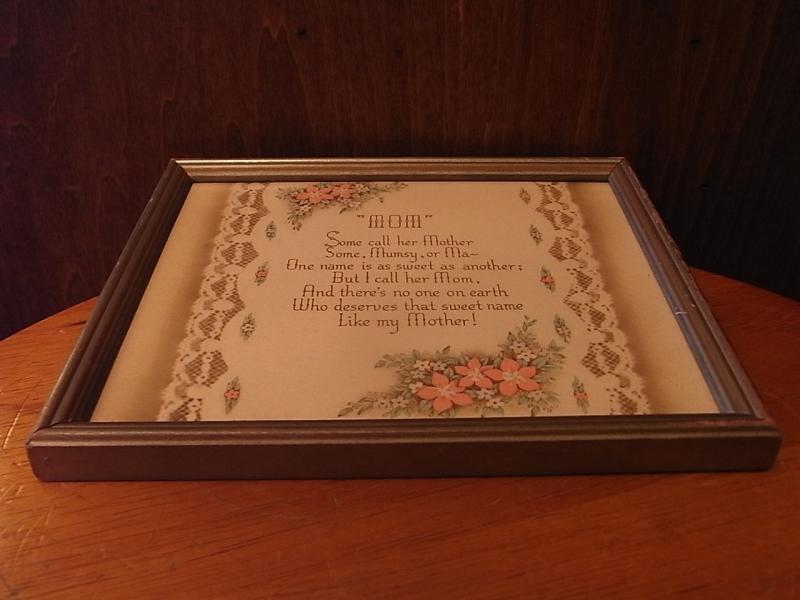 "MOM"
Some call her Mother
Some, Mumsy, or Ma~
One name is as sweet as another;
But I call her Mom,
And there's no one on earth
Who deserves that sweet name
Like my Mother!